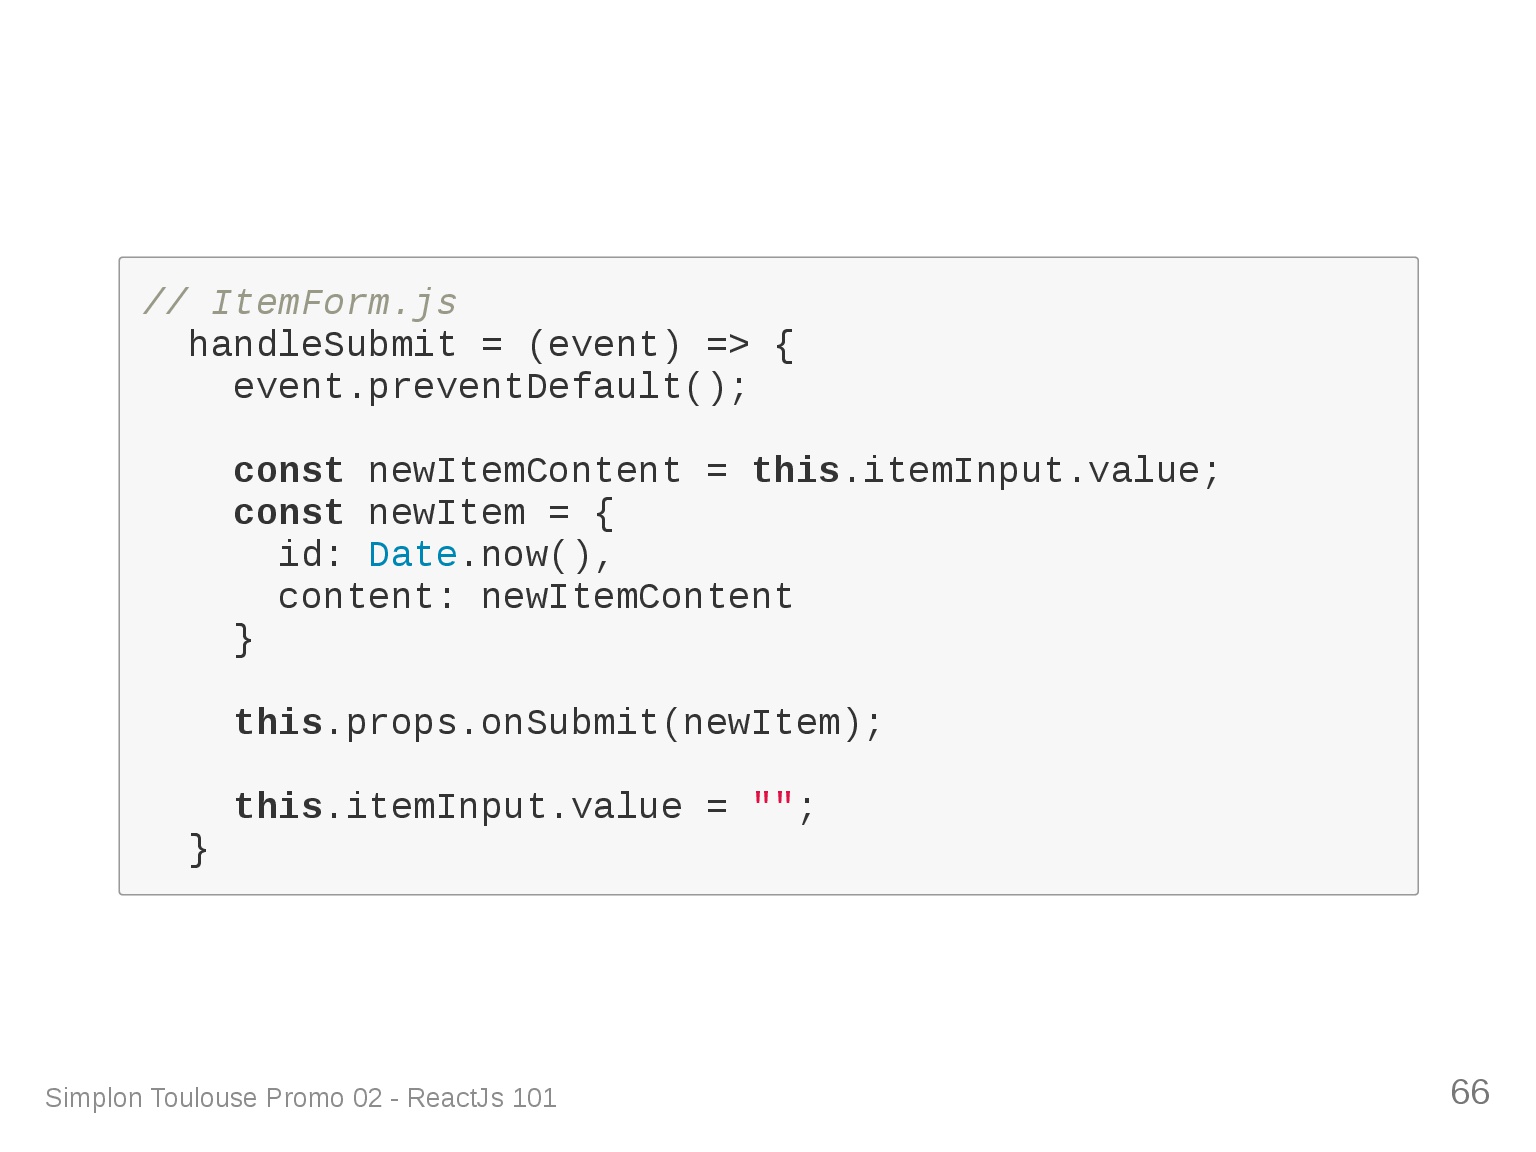 // ItemForm.js
  handleSubmit = (event) => {
    event.preventDefault();

    const newItemContent = this.itemInput.value;
    const newItem = {
      id: Date.now(),
      content: newItemContent
    }

    this.props.onSubmit(newItem);

    this.itemInput.value = "";
  }
Simplon Toulouse Promo 02 - ReactJs 101
66